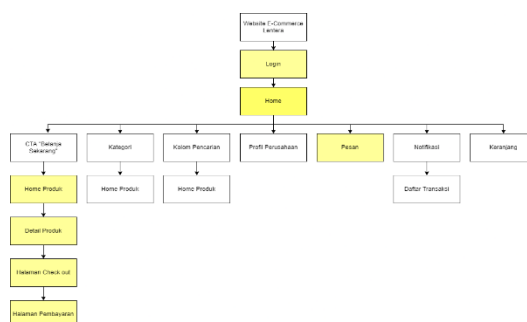 Website E-Commerce
Lentera
Login
Home
CTA "Belanja
Sekarang"
Kategori
Kolom Pencarian
Profil Perusahaan
Pesan
Notifikasi
Keranjang
Home Produk
Home Produk
Home Produk
Daftar Transaksi
Detail Produk
Halaman Check out
Halaman Pembayaran